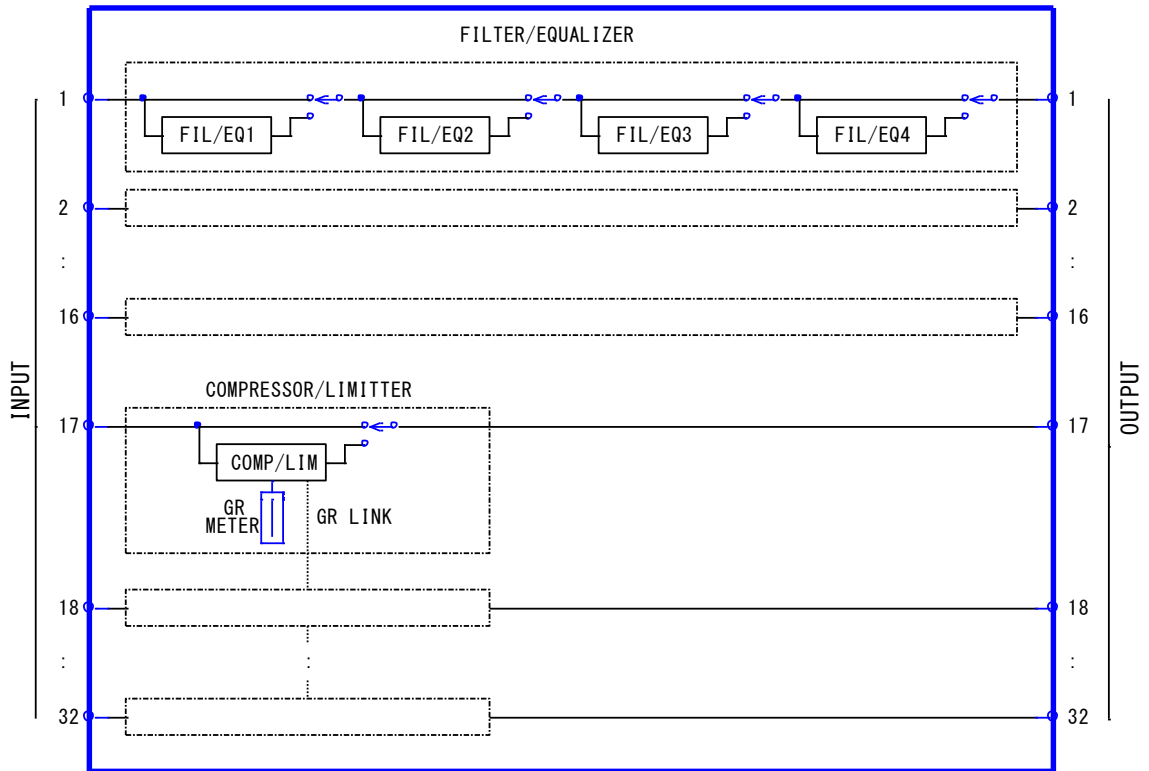 FILTER/EQUALIZER
1 1
FIL/EQ1 FIL/EQ2 FIL/EQ3 FIL/EQ4
2 2
: :
16 16
INPUT
OUTPUT
COMPRESSOR/LIMITTER
17 17
COMP/LIM
GR
METER
GR LINK
18 18
: : :
32 32